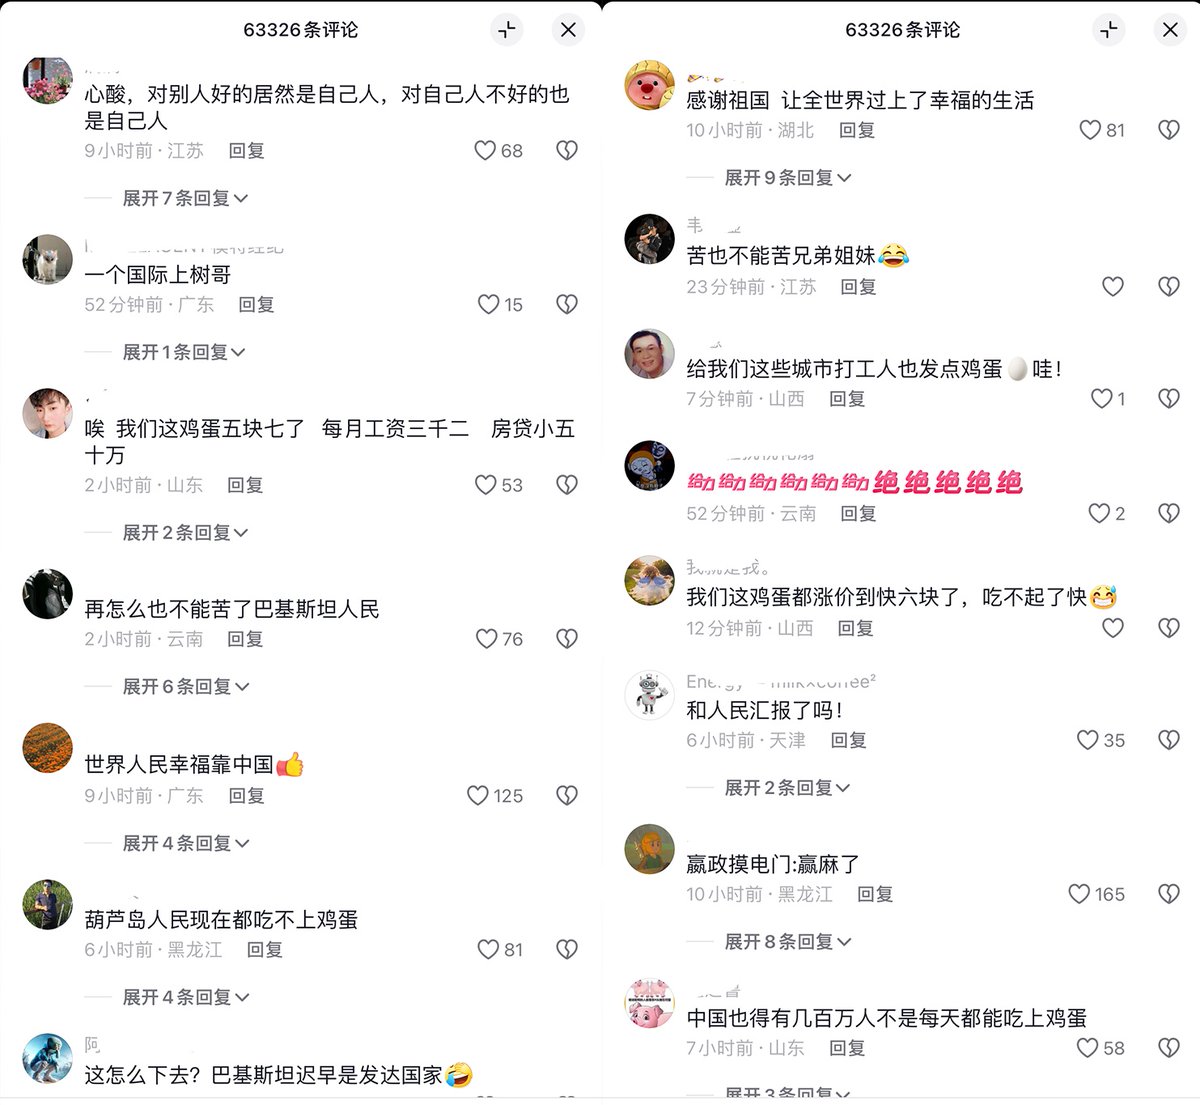 63326条评论
心酸，对别人好的居然是自己人，对自己人不好的也
是自己人
9小时前·江苏 回复 68
展开7条回复
一个国际上树哥
52分钟前·广东 回复 15
展开1条回复
唉 我们这鸡蛋五块七了 每月工资三千二 房贷小五
十万
2小时前·山东 回复 53
展开2条回复
再怎么也不能苦了巴基斯坦人民
2小时前·云南 回复 76
展开6条回复
世界人民幸福靠中国👍
9小时前·广东 回复 125
展开4条回复
葫芦岛人民现在都吃不上鸡蛋
6小时前·黑龙江 回复 81
展开4条回复
阿
这怎么下去？巴基斯坦迟早是发达国家🤣
63326条评论
感谢祖国 让全世界过上了幸福的生活
10小时前·湖北 回复 81
展开9条回复
韦
苦也不能苦兄弟姐妹😂
23分钟前·江苏 回复
给我们这些城市打工人也发点鸡蛋🥚哇！
7分钟前·山西 回复 1
给力给力给力给力给力给力绝绝绝绝绝
52分钟前·云南 回复 2
我就是我。
我们这鸡蛋都涨价到快六块了，吃不起了快😅
12分钟前·山西 回复
和人民汇报了吗！
6小时前·天津 回复 35
展开2条回复
嬴政摸电门:赢麻了
10小时前·黑龙江 回复 165
展开8条回复
中国也得有几百万人不是每天都能吃上鸡蛋
7小时前·山东 回复 58
展开3条回复